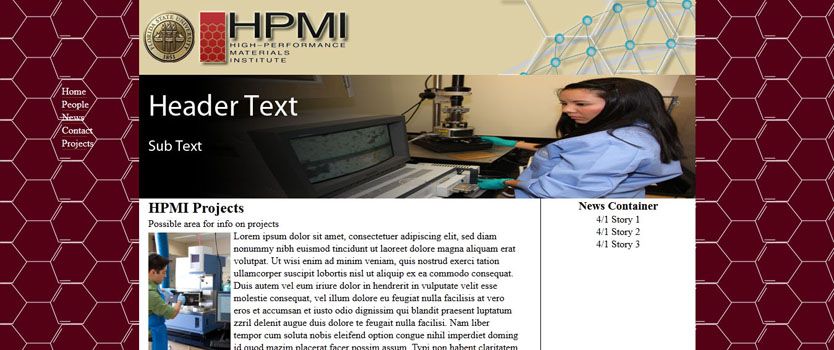 FLORIDA STATE UNIVERSITY
1851
HPMI
HIGH-PERFORMANCE
MATERIALS
INSTITUTE
Home
People
News
Contact
Projects
Header Text
Sub Text
HPMI Projects
Possible area for info on projects
Lorem ipsum dolor sit amet, consectetuer adipiscing elit, sed diam
nonummy nibh euismod tincidunt ut laoreet dolore magna aliquam erat
volutpat. Ut wisi enim ad minim veniam, quis nostrud exerci tation
ullamcorper suscipit lobortis nisl ut aliquip ex ea commodo consequat.
Duis autem vel eum iriure dolor in hendrerit in vulputate velit esse
molestie consequat, vel illum dolore eu feugiat nulla facilisis at vero
eros et accumsan et iusto odio dignissim qui blandit praesent luptatum
zzril delenit augue duis dolore te feugait nulla facilisi. Nam liber
tempor cum soluta nobis eleifend option congue nihil imperdiet doming
id quod mazim placerat facer possim assum. Typi non habent claritatem
News Container
4/1 Story 1
4/1 Story 2
4/1 Story 3